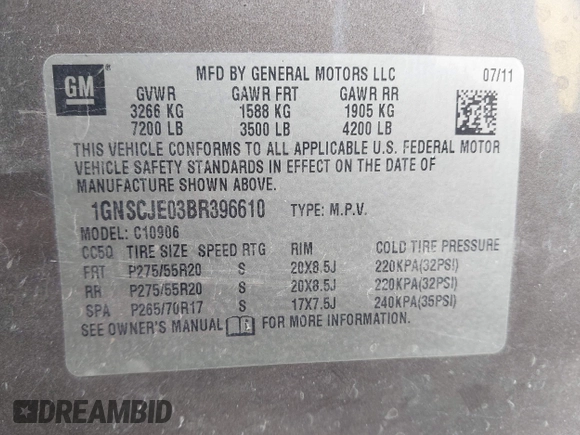 GM
MFD BY GENERAL MOTORS LLC 07/11
GVWR GAWR FRT GAWR RR
3266 KG 1588 KG 1905 KG
7200 LB 3500 LB 4200 LB
THIS VEHICLE CONFORMS TO ALL APPLICABLE U.S. FEDERAL MOTOR
VEHICLE SAFETY STANDARDS IN EFFECT ON THE DATE OF
MANUFACTURE SHOWN ABOVE.
1GNSCJE03BR396610 TYPE: M.P.V.
MODEL: C10906
CC5Q TIRE SIZE SPEED RTG RIM COLD TIRE PRESSURE
FRT P275/55R20 S 20X8.5J 220KPA(32PSI)
RR P275/55R20 S 20X8.5J 220KPA(32PSI)
SPA P265/70R17 S 17X7.5J 240KPA(35PSI)
SEE OWNER'S MANUAL FOR MORE INFORMATION.
DREAMBID